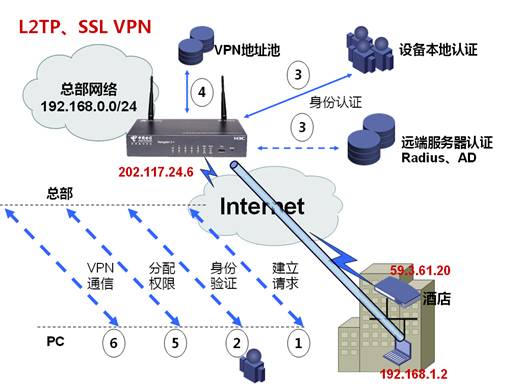 L2TP、SSL VPN
VPN地址池
设备本地认证
总部网络
192.168.0.0/24
③
④
身份认证
③
远端服务器认证
Radius、AD
中国电信
H3C
202.117.24.6
总部
Internet
VPN
通信
分配
权限
身份
验证
建立
请求
59.3.61.20
酒店
PC
⑥
⑤
②
①
192.168.1.2